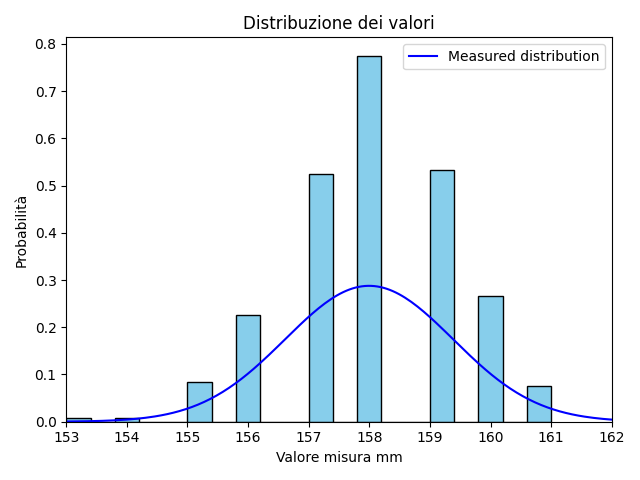 Distribuzione dei valori
Measured distribution
Probabilità
0.8
0.7
0.6
0.5
0.4
0.3
0.2
0.1
0.0
153 154 155 156 157 158 159 160 161 162
Valore misura mm